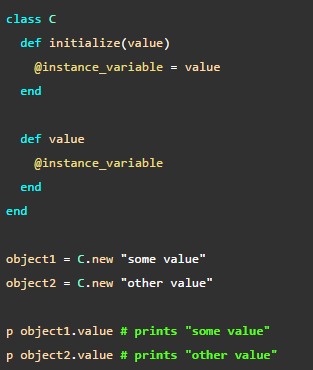 class C
  def initialize(value)
    @instance_variable = value
  end

  def value
    @instance_variable
  end
end

object1 = C.new "some value"
object2 = C.new "other value"

p object1.value # prints "some value"
p object2.value # prints "other value"